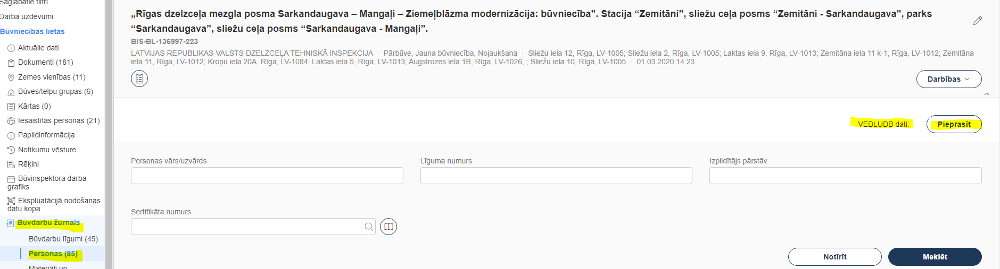 Saglabātie filtri
Darba uzdevumi
Būvniecības lietas
Aktuālie dati
Dokumenti (181)
Zemes vienības (11)
Būves/telpu grupas (6)
Kārtas (0)
Iesaistītās personas (21)
Papildinformācija
Notikumu vēsture
Rēķini
Būvinspektora darba
grafiks
Ekspluatācijā nodošanas
datu kopa
Būvdarbu žurnāls
Būvdarbu līgumi (45)
Personas (85)
Materiāli un
„Rīgas dzelzceļa mezgla posma Sarkandaugava – Mangaļi – Ziemeļblāzma modernizācija: būvniecība”. Stacija “Zemitāni”, sliežu ceļa posms “Zemitāni - Sarkandaugava”, parks
“Sarkandaugava”, sliežu ceļa posms “Sarkandaugava - Mangaļi”.
BIS-BL-136997-223
LATVIJAS REPUBLIKAS VALSTS DZELZCEĻA TEHNISKĀ INSPEKCIJA · Pārbūve, Jauna būvniecība, Nojaukšana · Sliežu iela 12, Rīga, LV-1005; Sliežu iela 2, Rīga, LV-1005; Laktas iela 9, Rīga, LV-1013; Zemitāna iela 11 k-1, Rīga, LV-1012; Zemitāna
iela 11, Rīga, LV-1012; Kroņu iela 20A, Rīga, LV-1084; Laktas iela 5, Rīga, LV-1013; Augstrozes iela 1B, Rīga, LV-1026; ; Sliežu iela 10, Rīga, LV-1005 · 01.03.2020 14:23
Darbības
VEDLUDB dati:
Pieprasīt
Personas vārs/uzvārds
Līguma numurs
Izpildītājs pārstāv
Sertifikāta numurs
Notīrīt
Meklēt